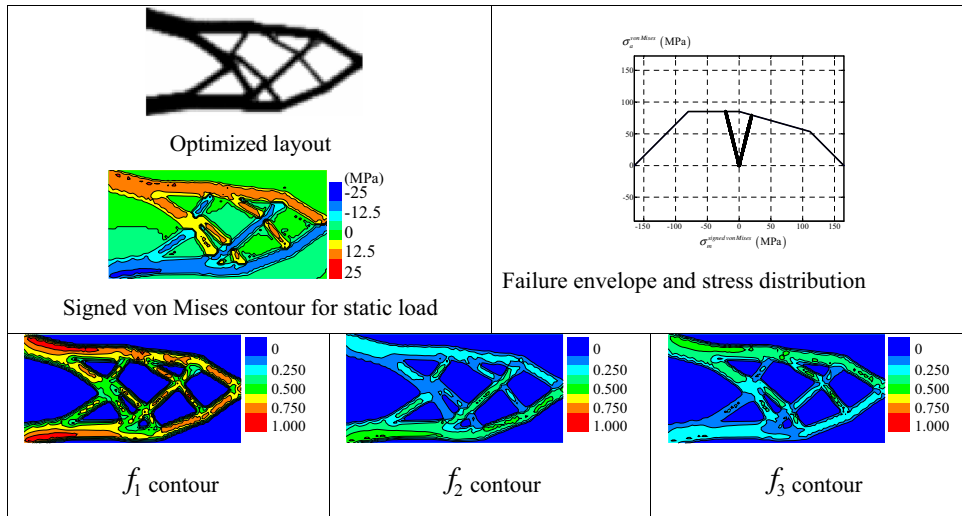 Optimized layout
(MPa)
-25
-12.5
0
12.5
25
Signed von Mises contour for static load
σₐ^von Mises (MPa)
150
100
50
0
-50
-150 -100 -50 0 50 100 150
σₘ^signed von Mises (MPa)
Failure envelope and stress distribution
0
0.250
0.500
0.750
1.000
f₁ contour
0
0.250
0.500
0.750
1.000
f₂ contour
0
0.250
0.500
0.750
1.000
f₃ contour